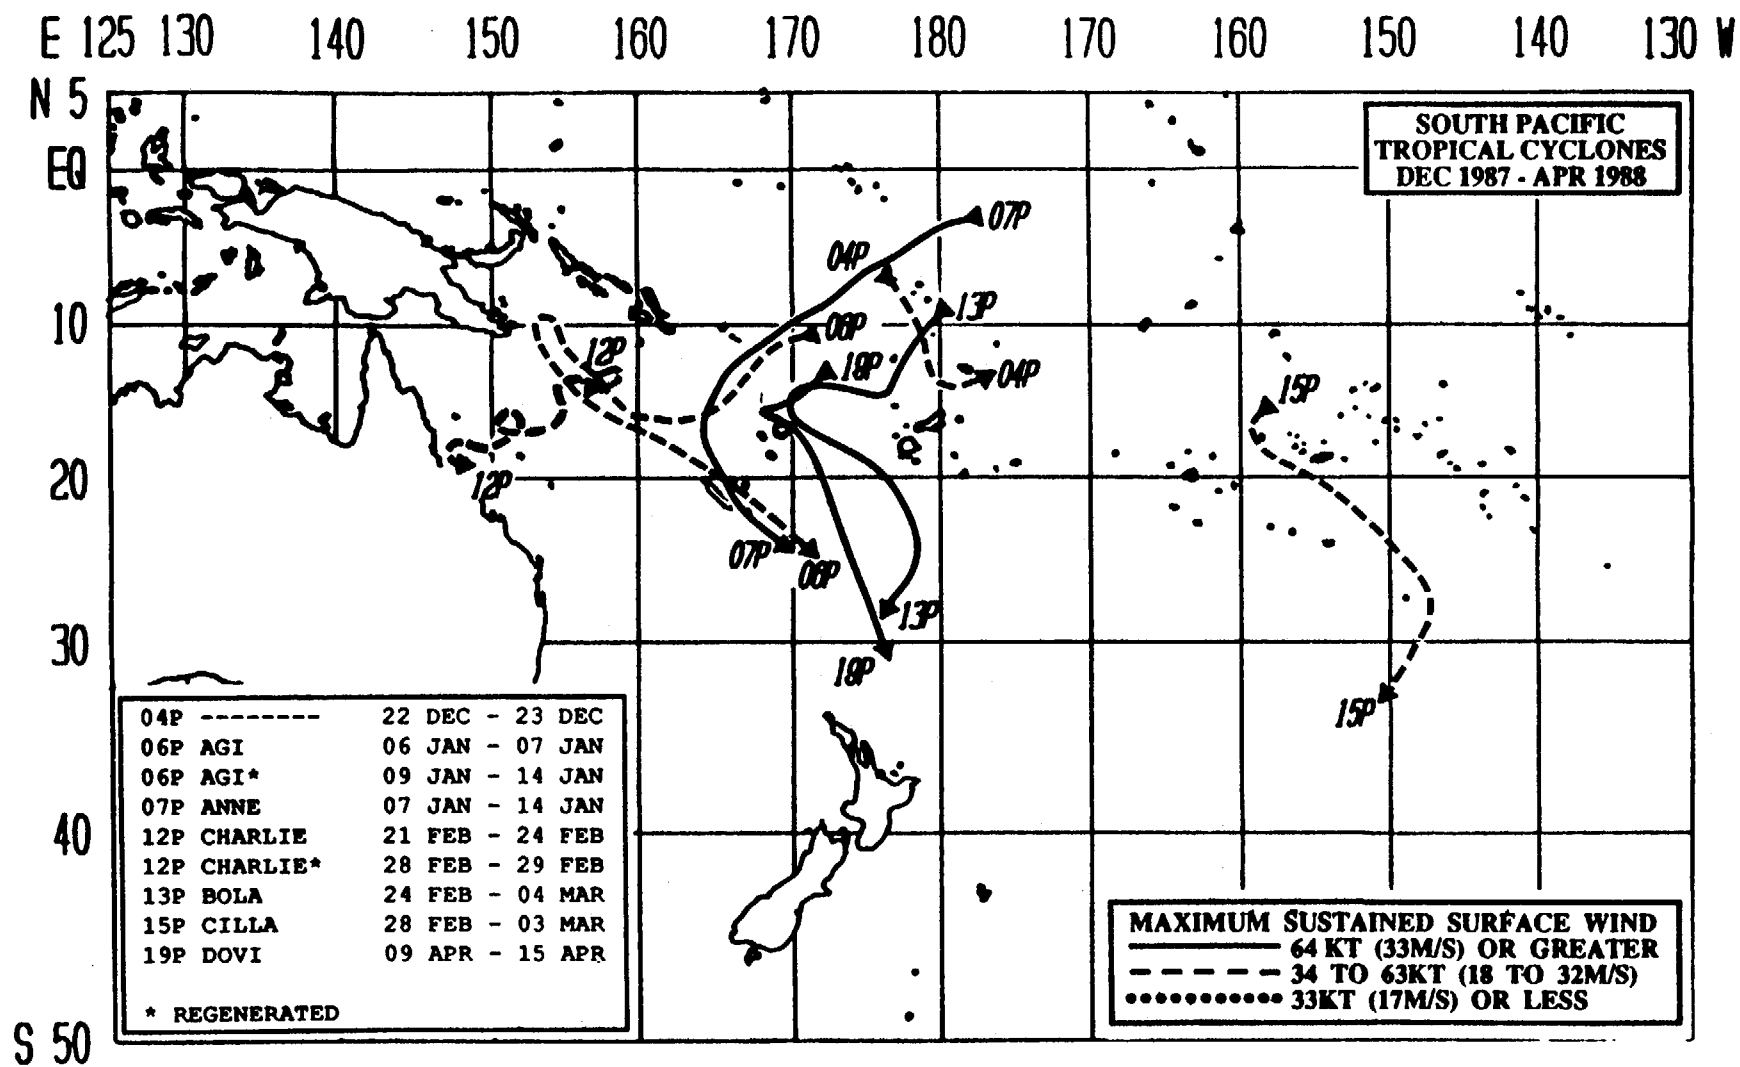 E 125 130 140 150 160 170 180 170 160 150 140 130 W
N 5
EQ
10
20
30
40
S 50
SOUTH PACIFIC
TROPICAL CYCLONES
DEC 1987 - APR 1988
07P
04P
13P
06P
12P
19P
04P
15P
12P
07P
06P
13P
19P
15P
04P -------- 22 DEC - 23 DEC
06P AGI 06 JAN - 07 JAN
06P AGI* 09 JAN - 14 JAN
07P ANNE 07 JAN - 14 JAN
12P CHARLIE 21 FEB - 24 FEB
12P CHARLIE* 28 FEB - 29 FEB
13P BOLA 24 FEB - 04 MAR
15P CILLA 28 FEB - 03 MAR
19P DOVI 09 APR - 15 APR
* REGENERATED
MAXIMUM SUSTAINED SURFACE WIND
64 KT (33M/S) OR GREATER
34 TO 63KT (18 TO 32M/S)
33KT (17M/S) OR LESS